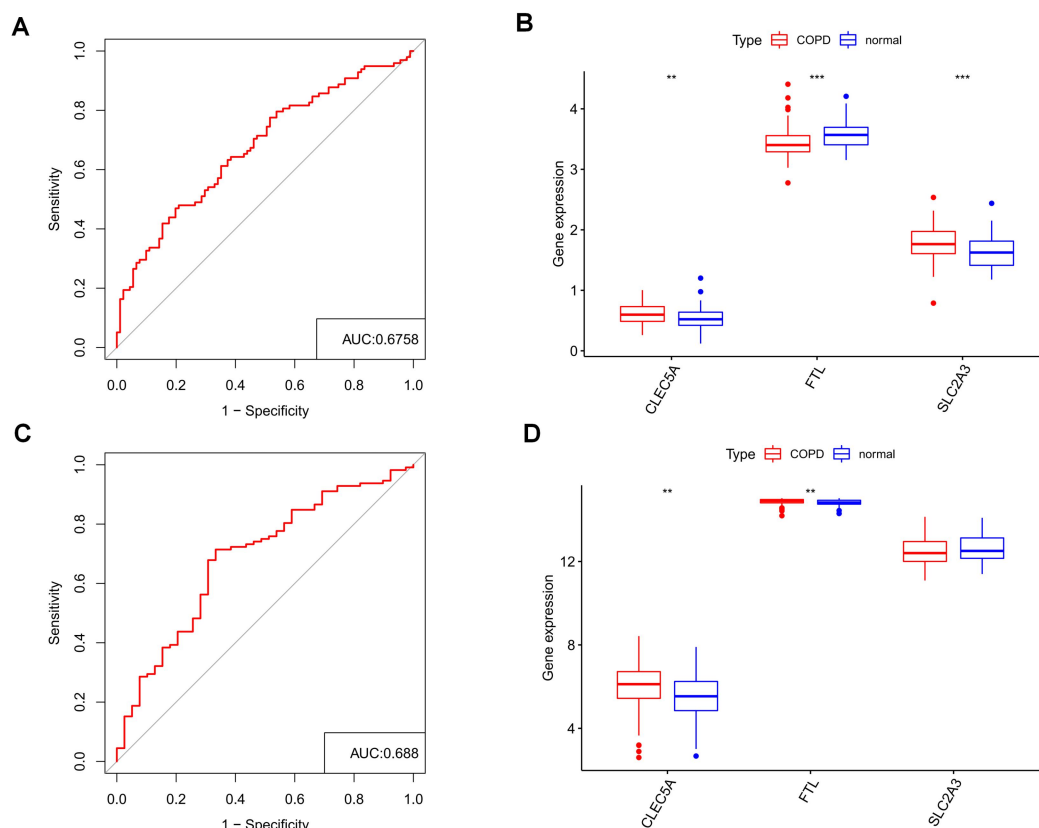 A
Sensitivity
0.0 0.2 0.4 0.6 0.8 1.0
AUC:0.6758
0.0 0.2 0.4 0.6 0.8 1.0
1 − Specificity
B
Type COPD normal
** *** ***
Gene expression
4
3
2
1
0
CLEC5A FTL SLC2A3
C
Sensitivity
0.0 0.2 0.4 0.6 0.8 1.0
AUC:0.688
0.0 0.2 0.4 0.6 0.8 1.0
1 − Specificity
D
Type COPD normal
** **
Gene expression
12
8
4
CLEC5A FTL SLC2A3